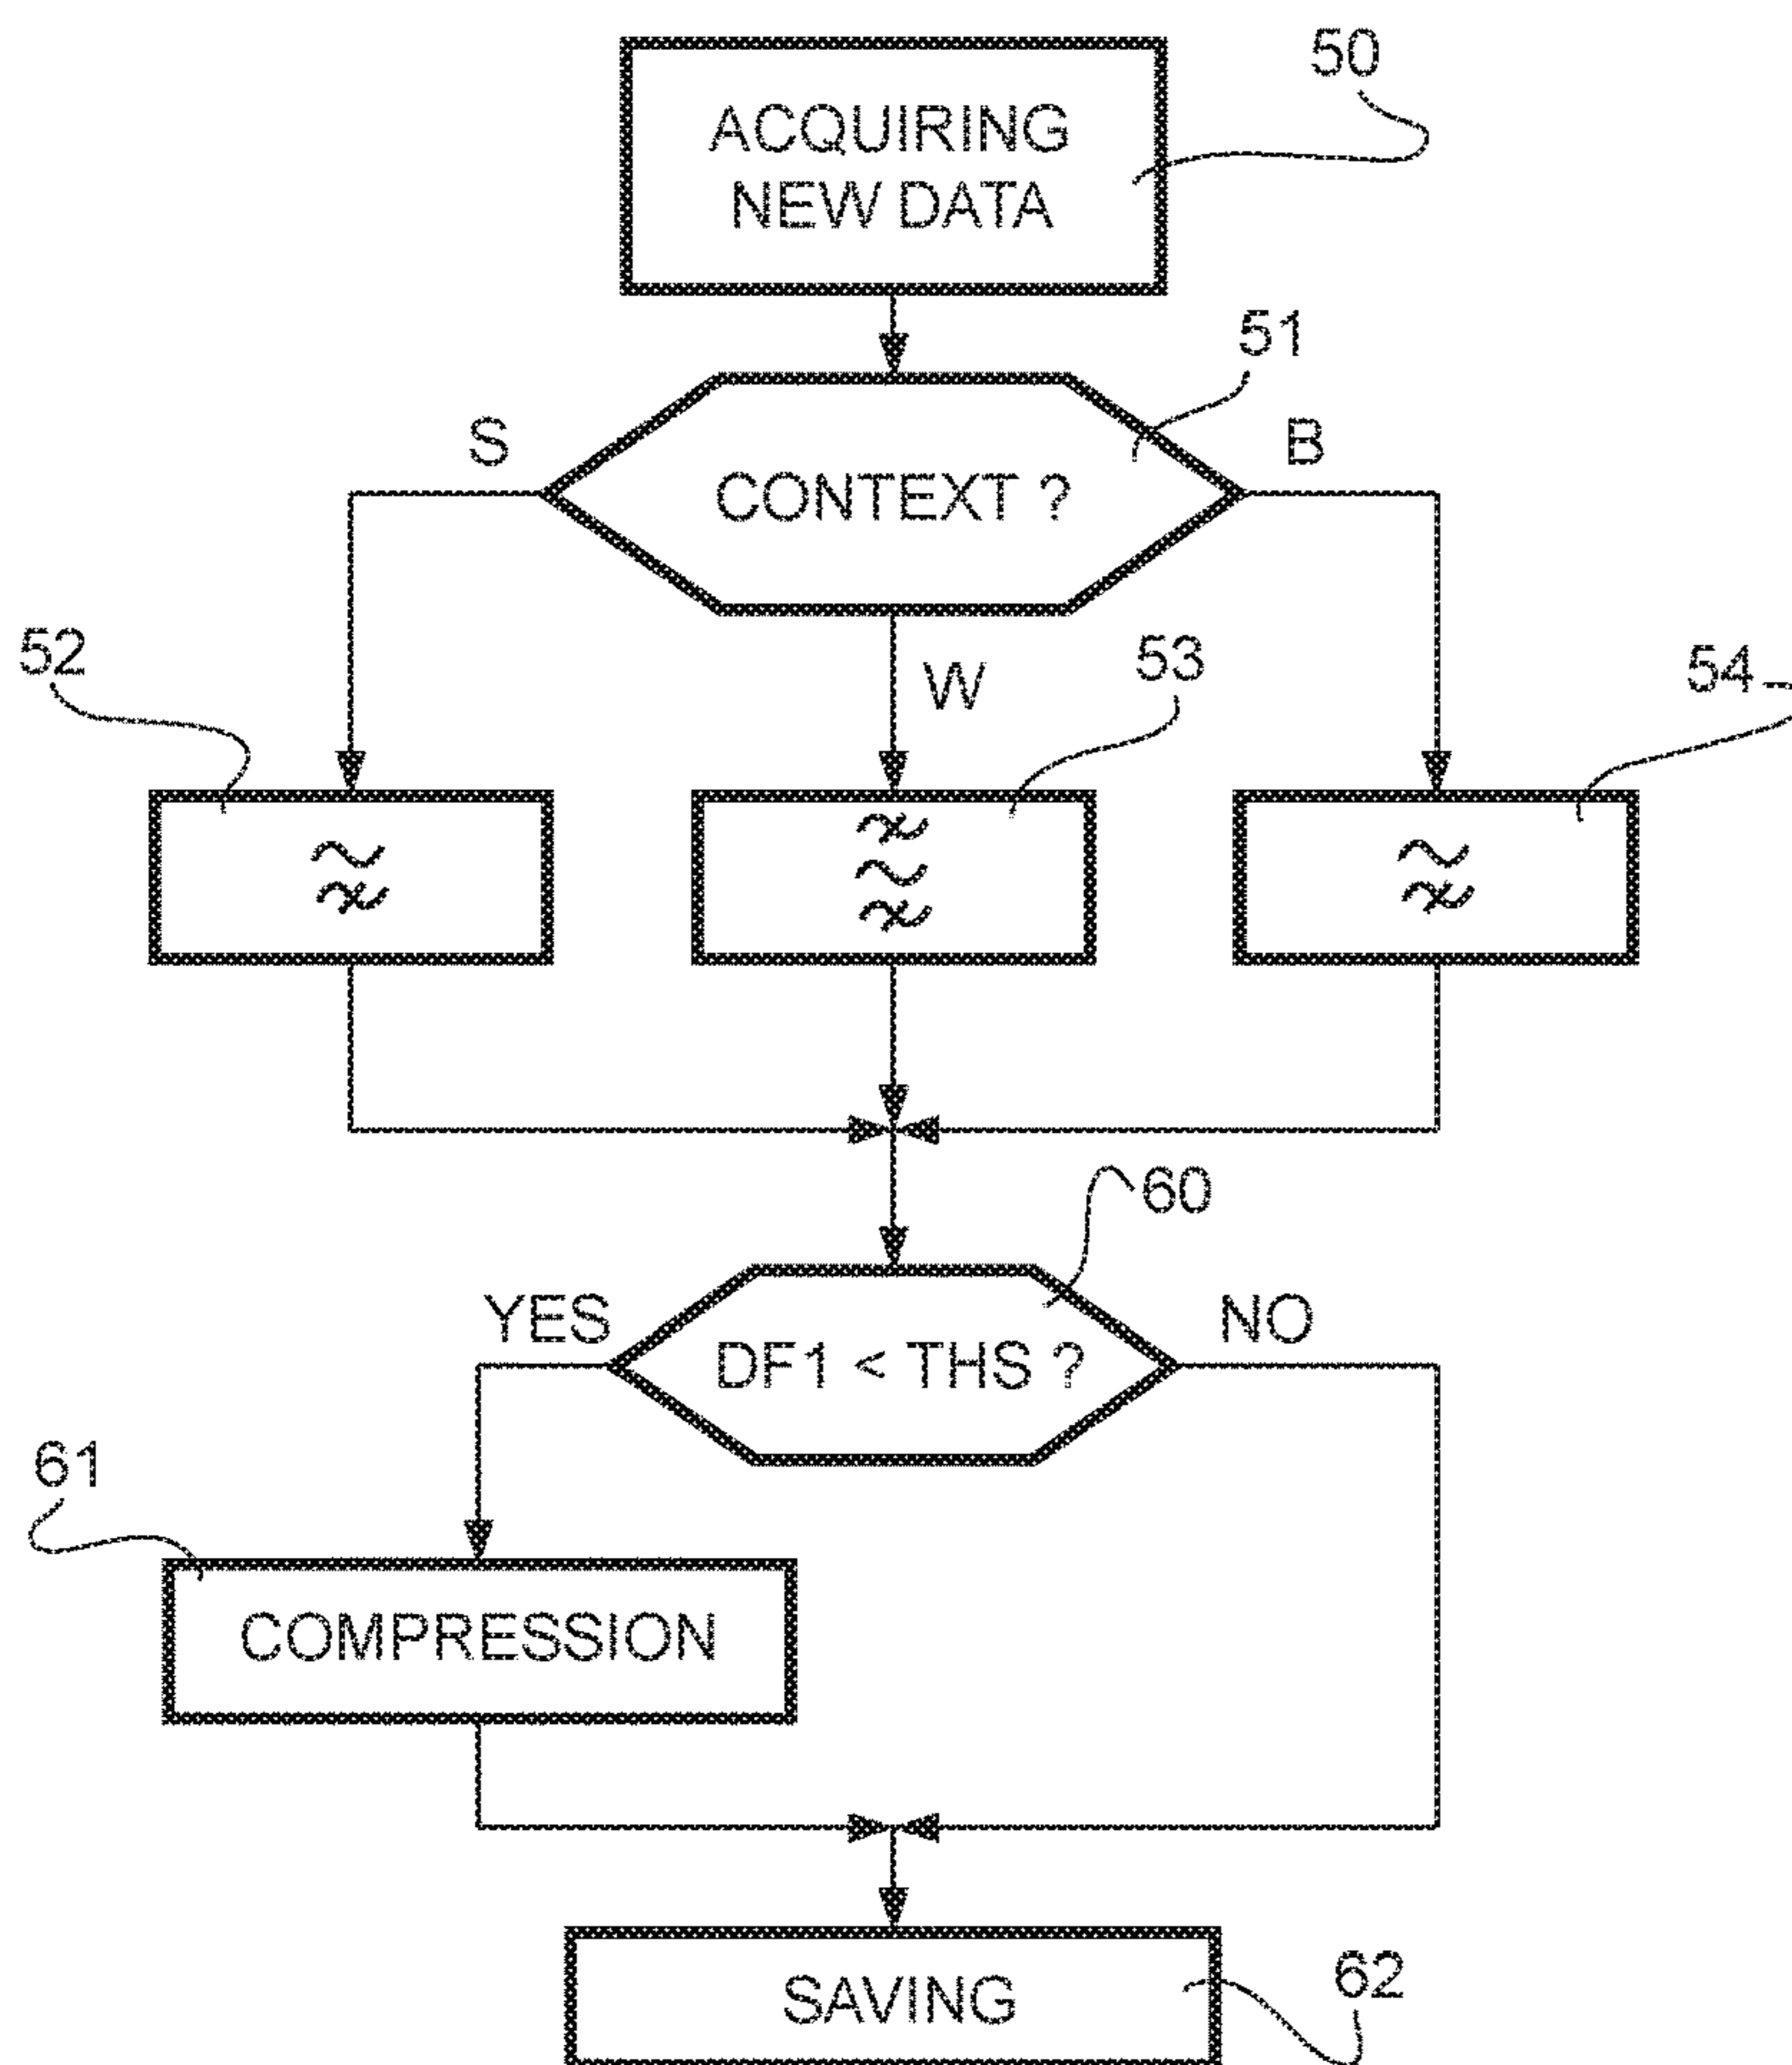 50
ACQUIRING
NEW DATA
51
S
B
CONTEXT ?
52
W
53
54
60
YES
NO
DF1 < THS ?
61
COMPRESSION
SAVING
62